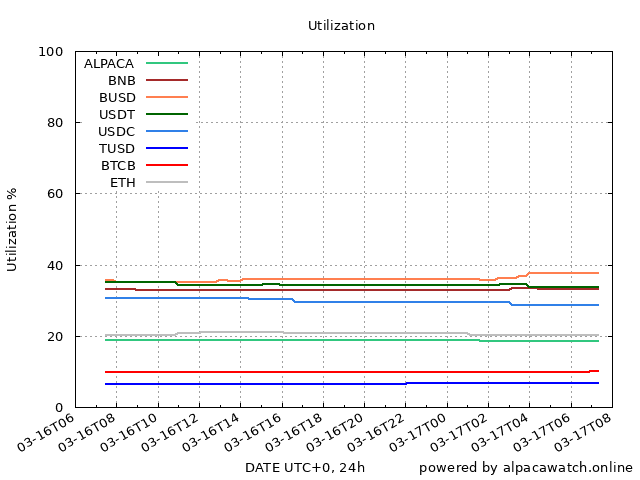 Utilization
100
80
60
40
20
0
Utilization %
ALPACA
BNB
BUSD
USDT
USDC
TUSD
BTCB
ETH
03-16T06
03-16T08
03-16T10
03-16T12
03-16T14
03-16T16
03-16T18
03-16T20
03-16T22
03-17T00
03-17T02
03-17T04
03-17T06
03-17T08
DATE UTC+0, 24h
powered by alpacawatch.online